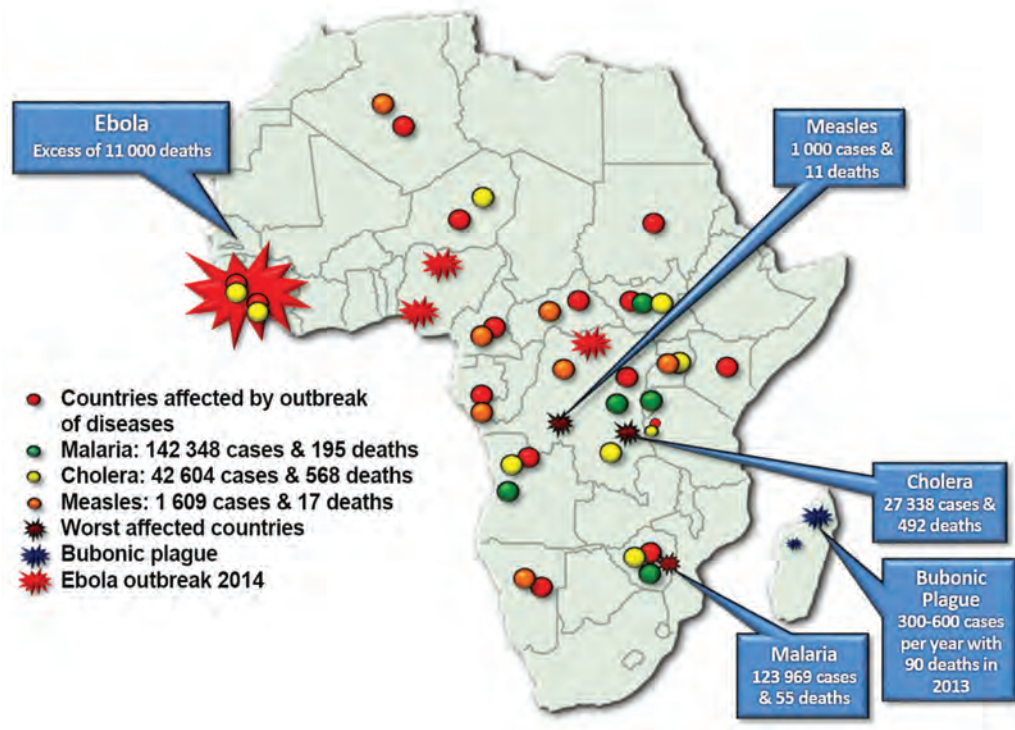 Ebola
Excess of 11 000 deaths
Measles
1 000 cases &
11 deaths
Countries affected by outbreak
of diseases
Malaria: 142 348 cases & 195 deaths
Cholera: 42 604 cases & 568 deaths
Measles: 1 609 cases & 17 deaths
Worst affected countries
Bubonic plague
Ebola outbreak 2014
Cholera
27 338 cases &
492 deaths
Bubonic
Plague
300-600 cases
per year with
90 deaths in
2013
Malaria
123 969 cases
& 55 deaths